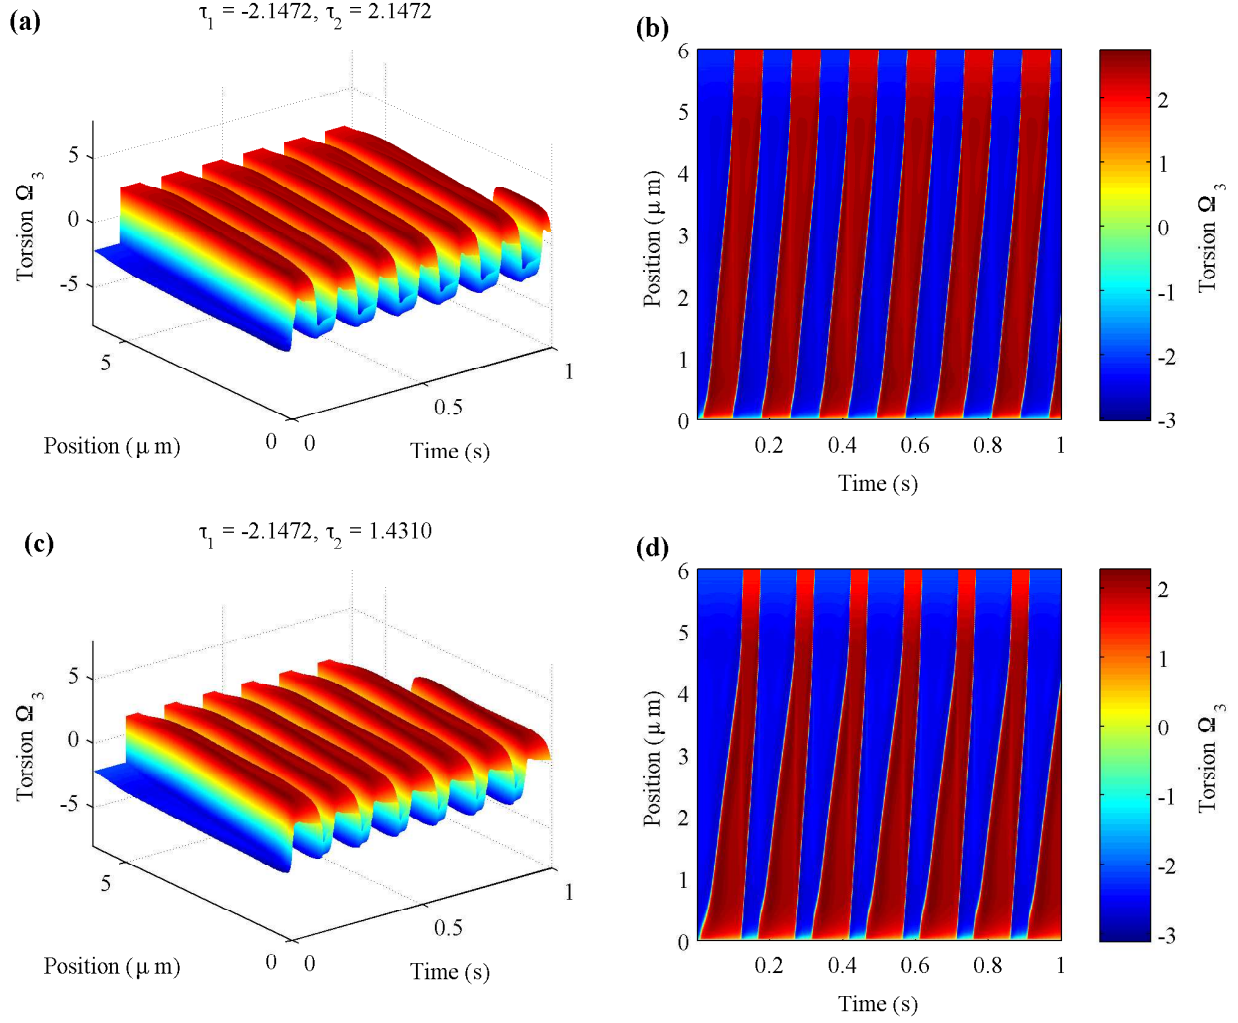 (a)
τ1 = -2.1472, τ2 = 2.1472
5
0
-5
Torsion Ω3
5
0
Position (μ m)
0
0.5
1
Time (s)
(b)
6
5
4
3
2
1
0
Position (μ m)
0.2
0.4
0.6
0.8
1
Time (s)
2
1
0
-1
-2
-3
Torsion Ω3
(c)
τ1 = -2.1472, τ2 = 1.4310
5
0
-5
Torsion Ω3
5
0
Position (μ m)
0
0.5
1
Time (s)
(d)
6
5
4
3
2
1
0
Position (μ m)
0.2
0.4
0.6
0.8
1
Time (s)
2
1
0
-1
-2
-3
Torsion Ω3